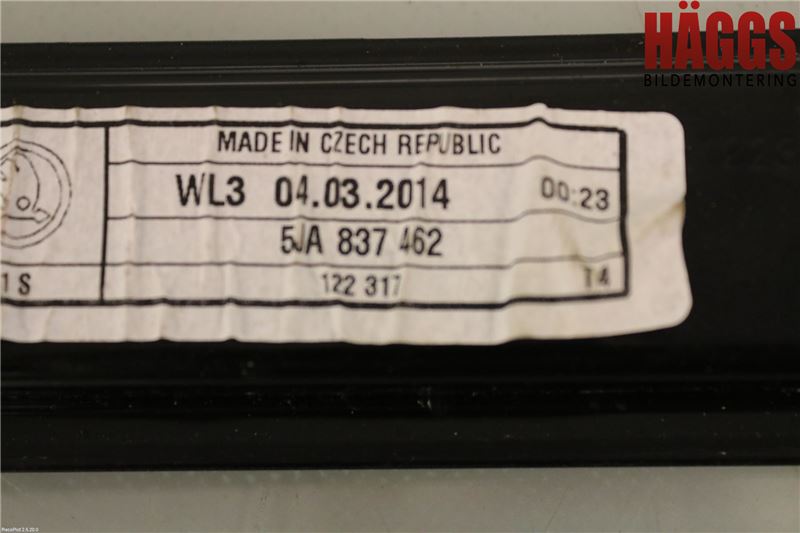 HÄGGS
BILDEMONTERING
MADE IN CZECH REPUBLIC
WL3 04.03.2014 00:23
5JA 837 462
1 S 122 317 14